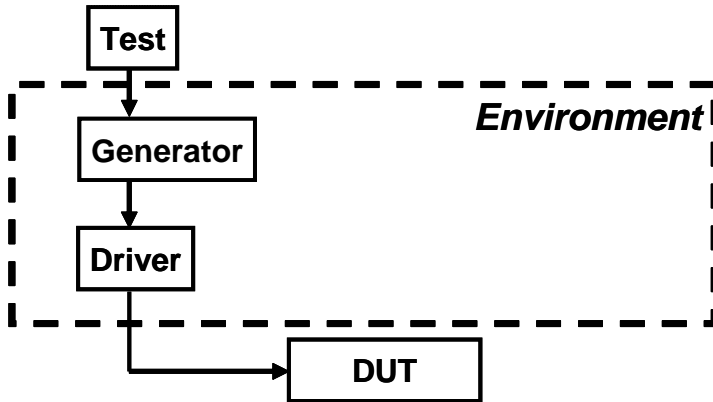 Test
Environment
Generator
Driver
DUT